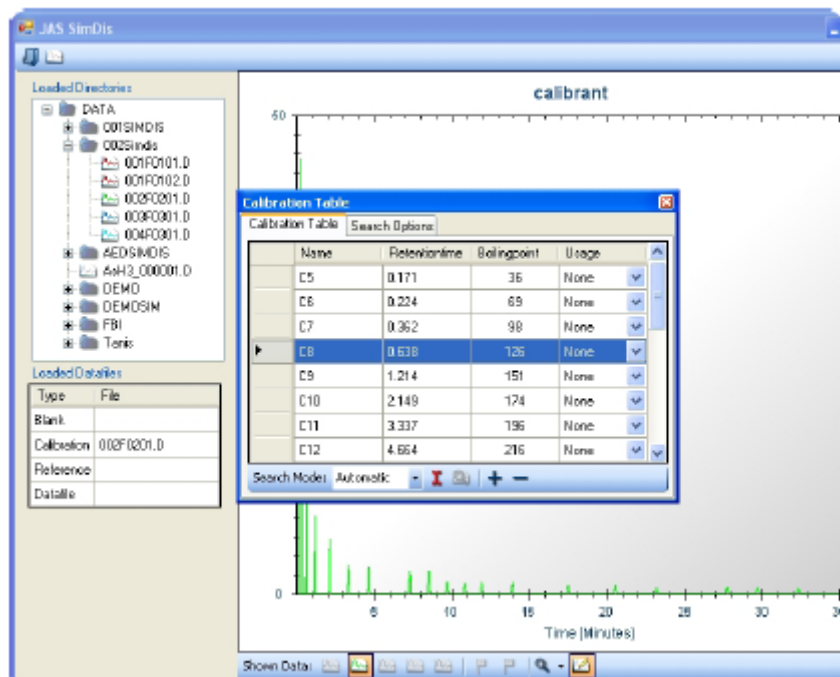 JAS SimDis
Loaded Directories
DATA
001SIMDIS
002Simdis
001F0101.D
001F0102.D
002F0201.D
003F0301.D
004F0301.D
AEDSIMDIS
AsH3_000001.D
DEMO
DEMOSIM
FBI
Tanis
Loaded Datafiles
Type File
Blank
Calibration 002F0201.D
Reference
Datafile
calibrant
Calibration Table
Calibration Table Search Options
Name Retentiontime Boilingpoint Usage
C5 0.171 36 None
C6 0.224 69 None
C7 0.362 98 None
C8 0.638 126 None
C9 1.214 151 None
C10 2.149 174 None
C11 3.337 196 None
C12 4.664 216 None
Search Mode: Automatic
0
5 10 15 20 25 30
Time [Minutes]
Shown Data: